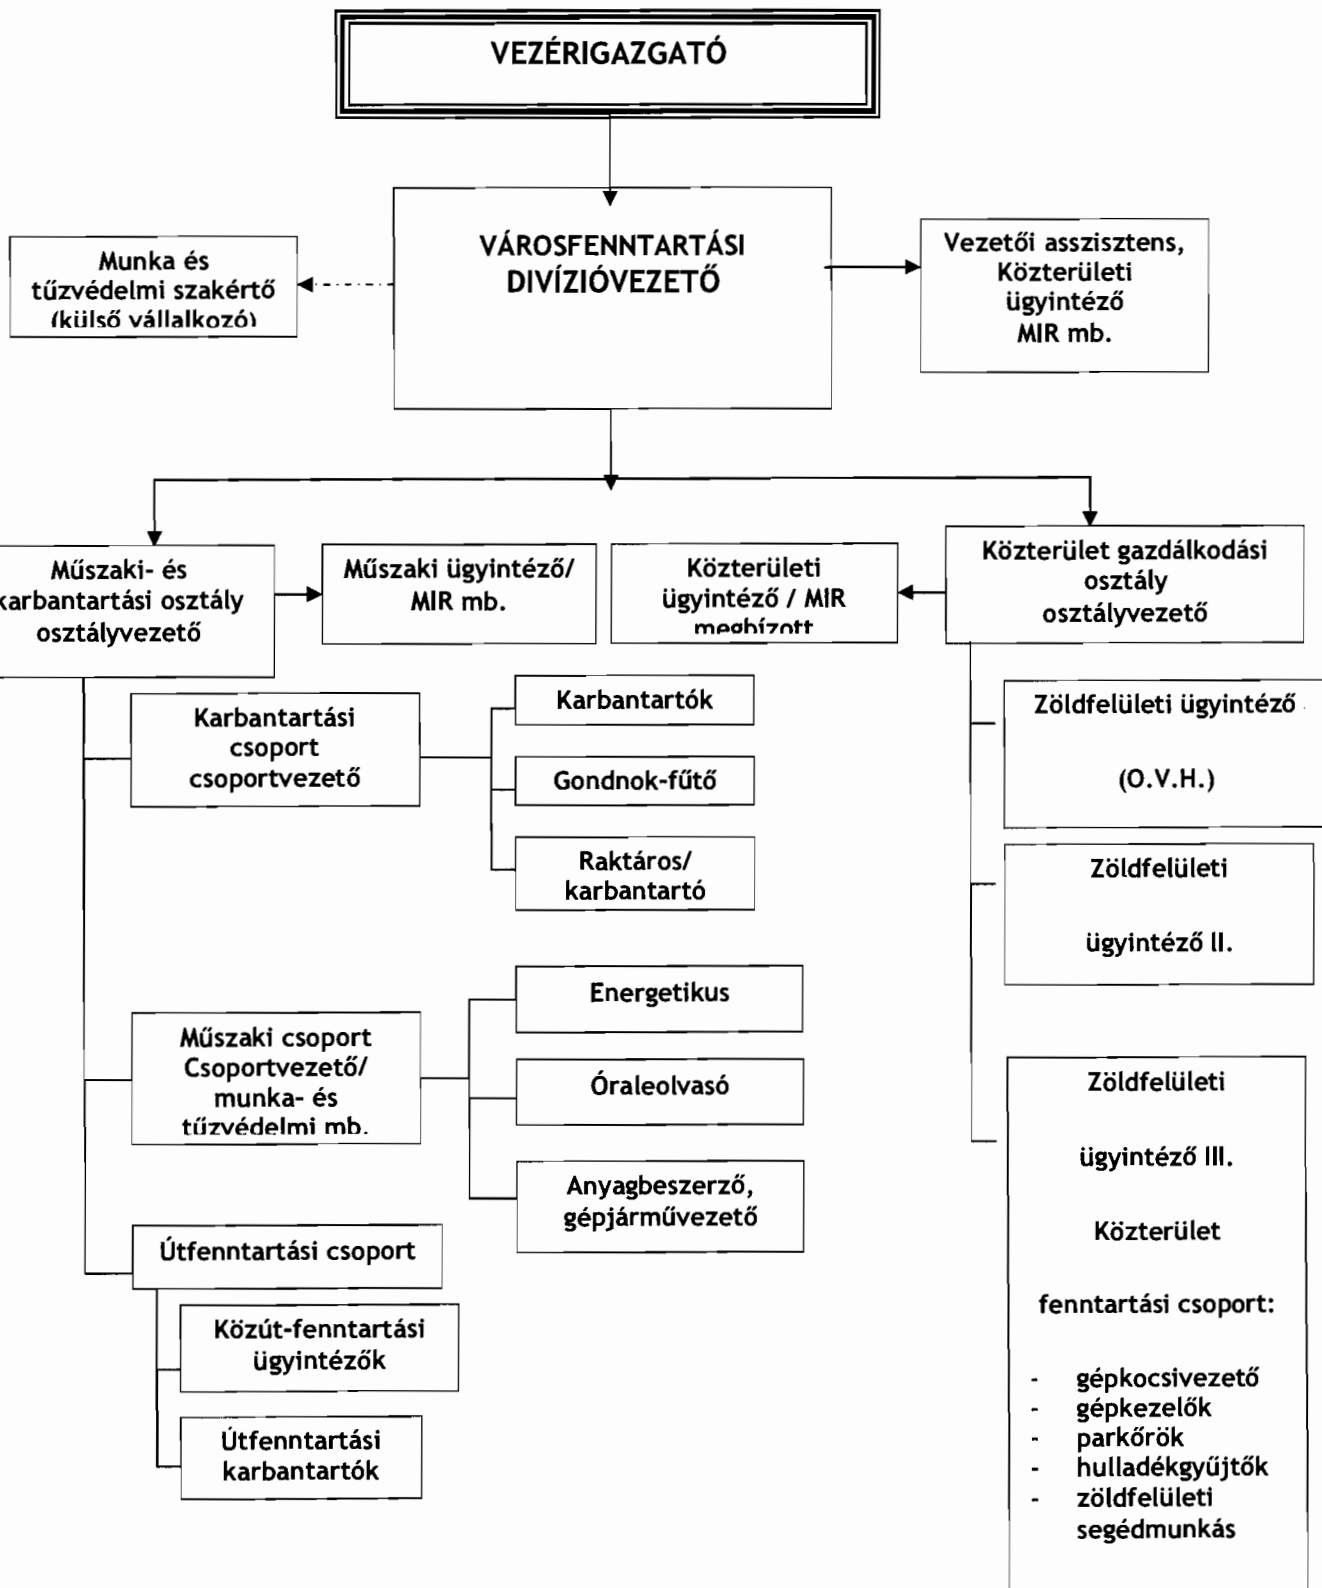 VEZÉRIGAZGATÓ
VÁROSFENNTARTÁSI
DIVÍZIÓVEZETŐ
Munka és
tűzvédelmi szakértő
(külső vállalkozó)
Vezetői asszisztens,
Közterületi
ügyintéző
MIR mb.
Műszaki- és
karbantartási osztály
osztályvezető
Műszaki ügyintéző/
MIR mb.
Közterületi
ügyintéző / MIR
megbízott
Közterület gazdálkodási
osztály
osztályvezető
Karbantartási
csoport
csoportvezető
Karbantartók
Gondnok-fűtő
Raktáros/
karbantartó
Műszaki csoport
Csoportvezető/
munka- és
tűzvédelmi mb.
Energetikus
Óraleolvasó
Anyagbeszerző,
gépjárművezető
Útfenntartási csoport
Közút-fenntartási
ügyintézők
Útfenntartási
karbantartók
Zöldfelületi ügyintéző
(O.V.H.)
Zöldfelületi
ügyintéző II.
Zöldfelületi
ügyintéző III.
Közterület
fenntartási csoport:
- gépkocsivezető
- gépkezelők
- parkőrök
- hulladékgyűjtők
- zöldfelületi
segédmunkás